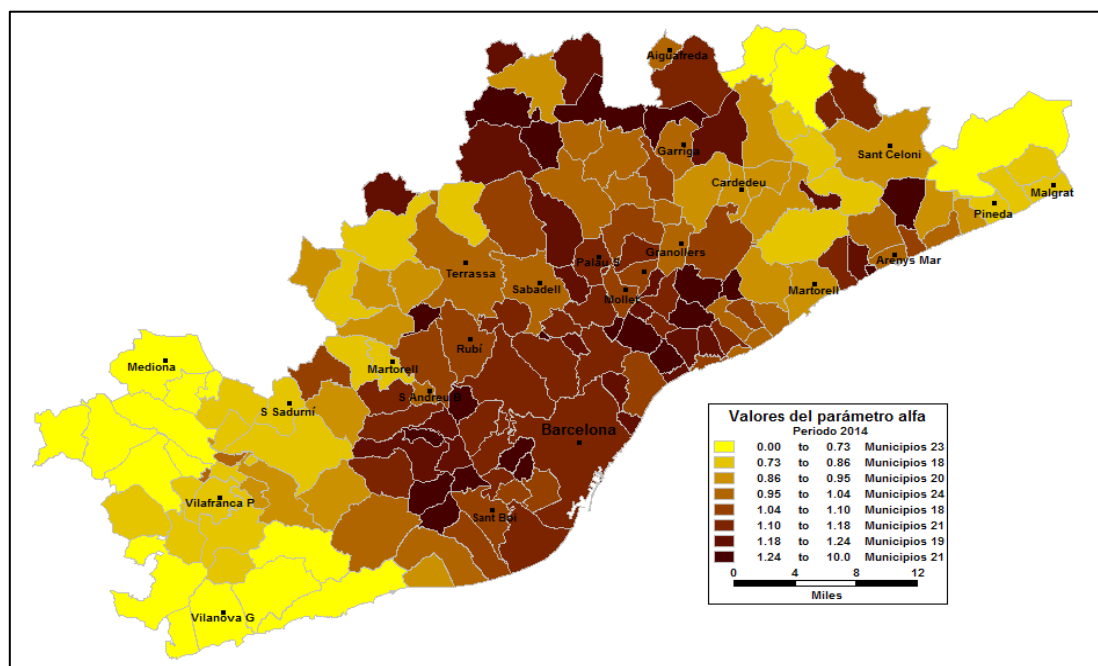 Aiguafreda
Garriga
Sant Celoni
Cardedeu
Malgrat
Pineda
Granollers
Arenys Mar
Palau S
Terrassa
Sabadell
Mollet
Martorell
Rubí
Mediona
Martorell
S Andreu B
S Sadurní
Barcelona
Vilafranca P
Sant Boi
Vilanova G
Valores del parámetro alfa
Periodo 2014
0.00 to 0.73 Municipios 23
0.73 to 0.86 Municipios 18
0.86 to 0.95 Municipios 20
0.95 to 1.04 Municipios 24
1.04 to 1.10 Municipios 18
1.10 to 1.18 Municipios 21
1.18 to 1.24 Municipios 19
1.24 to 10.0 Municipios 21
0 4 8 12
Miles